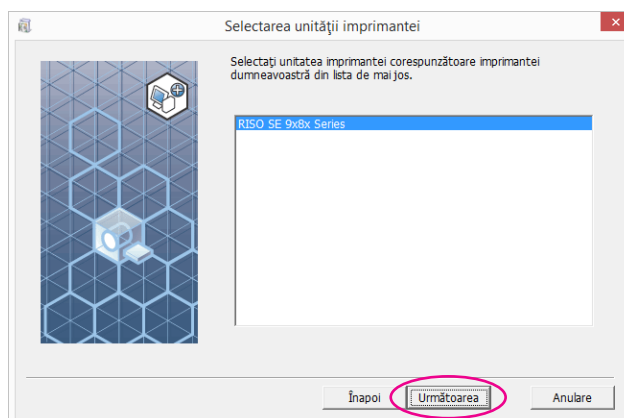 Selectarea unității imprimantei
Selectați unitatea imprimantei corespunzătoare imprimantei
dumneavoastră din lista de mai jos.
RISO SE 9x8x Series
Înapoi
Următoarea
Anulare